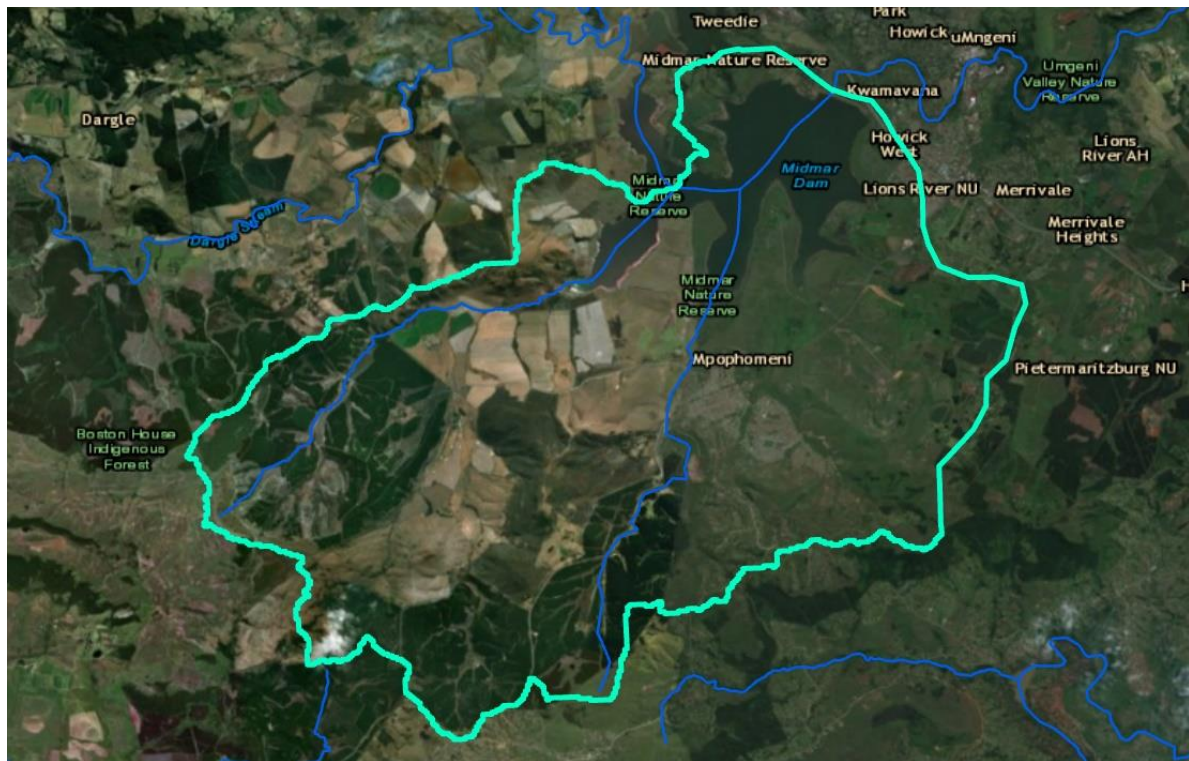 Park
Tweedie
Howick
uMngeni
Midmar Nature Reserve
Umgeni
Valley Nature
Reserve
Kwamavana
Dargle
Howick
West
Lions
River AH
Midmar
Dam
Midmar
Nature
Reserve
Lions River NU
Merrivale
Dargle Stream
Merrivale
Heights
Midmar
Nature
Reserve
H
Mpophomeni
Pietermaritzburg NU
Boston House
Indigenous
Forest